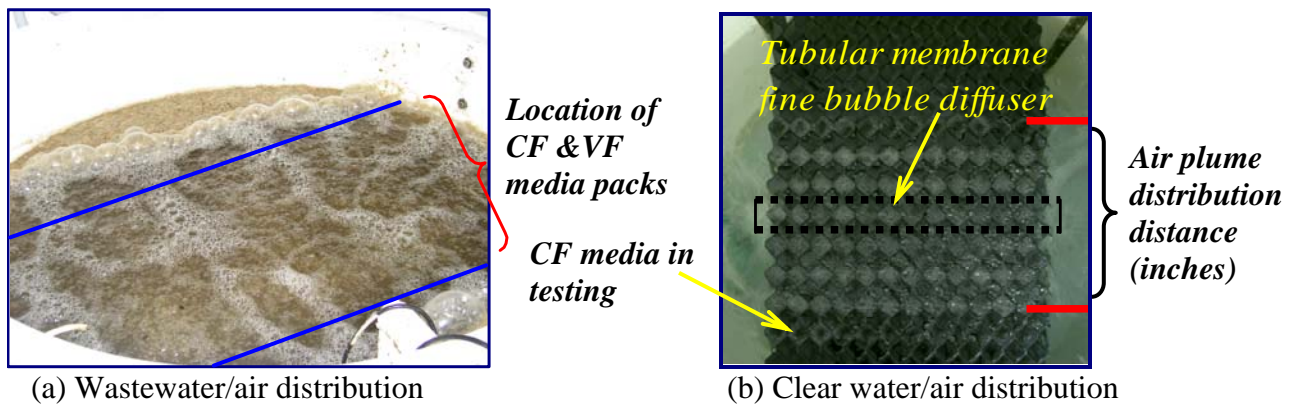 Location of
CF &VF
media packs
CF media in
testing
Tubular membrane
fine bubble diffuser
Air plume
distribution
distance
(inches)
(a) Wastewater/air distribution
(b) Clear water/air distribution